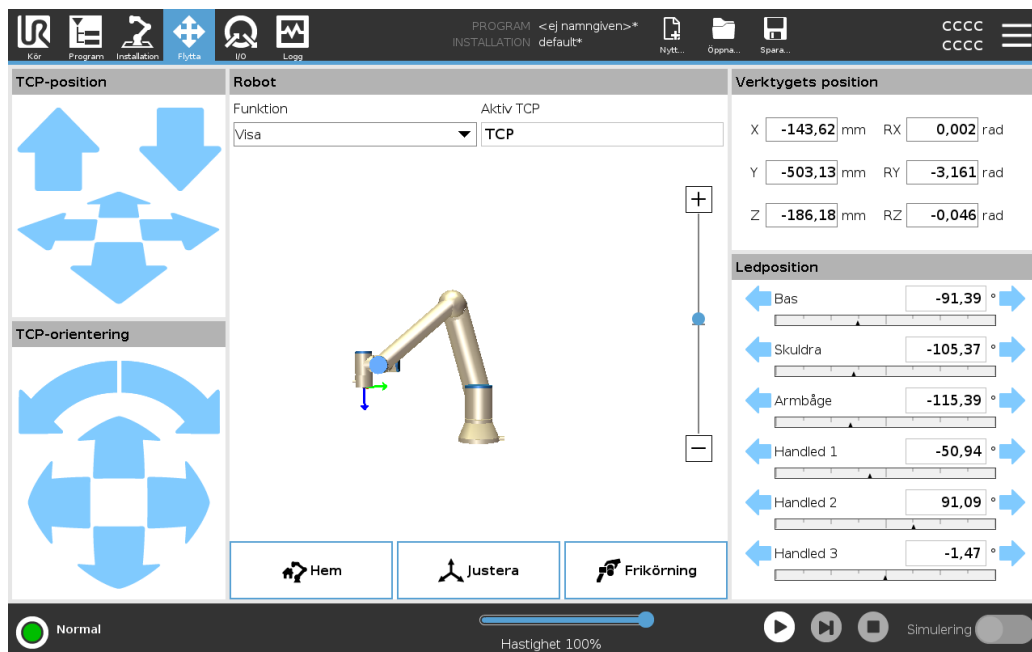 UR
Kör
Program
Installation
Flytta
I/O
Logg
PROGRAM <ej namngiven>*
INSTALLATION default*
Nytt...
Öppna...
Spara...
cccc
cccc
TCP-position
Robot
Verktygets position
Funktion
Aktiv TCP
Visa
TCP
X -143,62 mm RX 0,002 rad
Y -503,13 mm RY -3,161 rad
Z -186,18 mm RZ -0,046 rad
Ledposition
Bas -91,39 °
Skuldra -105,37 °
Armbåge -115,39 °
Handled 1 -50,94 °
Handled 2 91,09 °
Handled 3 -1,47 °
TCP-orientering
Hem
Justera
Frikörning
Normal
Hastighet 100%
Simulering